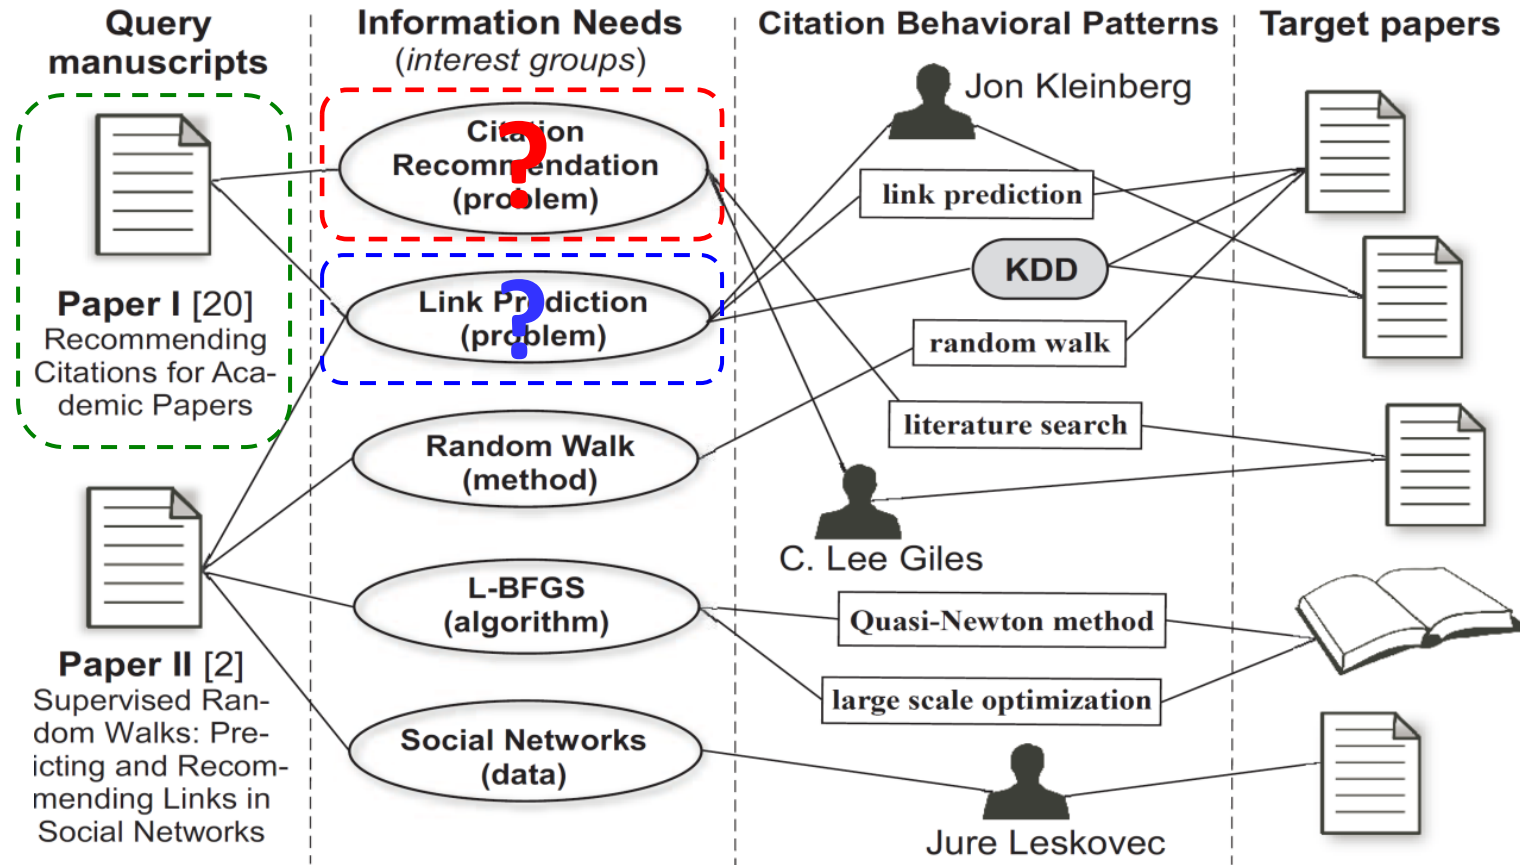 Query
manuscripts
Information Needs
(interest groups)
Citation Behavioral Patterns
Target papers
Paper I [20]
Recommending
Citations for Aca-
demic Papers
Paper II [2]
Supervised Ran-
dom Walks: Pre-
icting and Recom-
mending Links in
Social Networks
Citation
Recommendation
(problem)
?
Link Prediction
(problem)
?
Random Walk
(method)
L-BFGS
(algorithm)
Social Networks
(data)
Jon Kleinberg
link prediction
KDD
random walk
literature search
C. Lee Giles
Quasi-Newton method
large scale optimization
Jure Leskovec